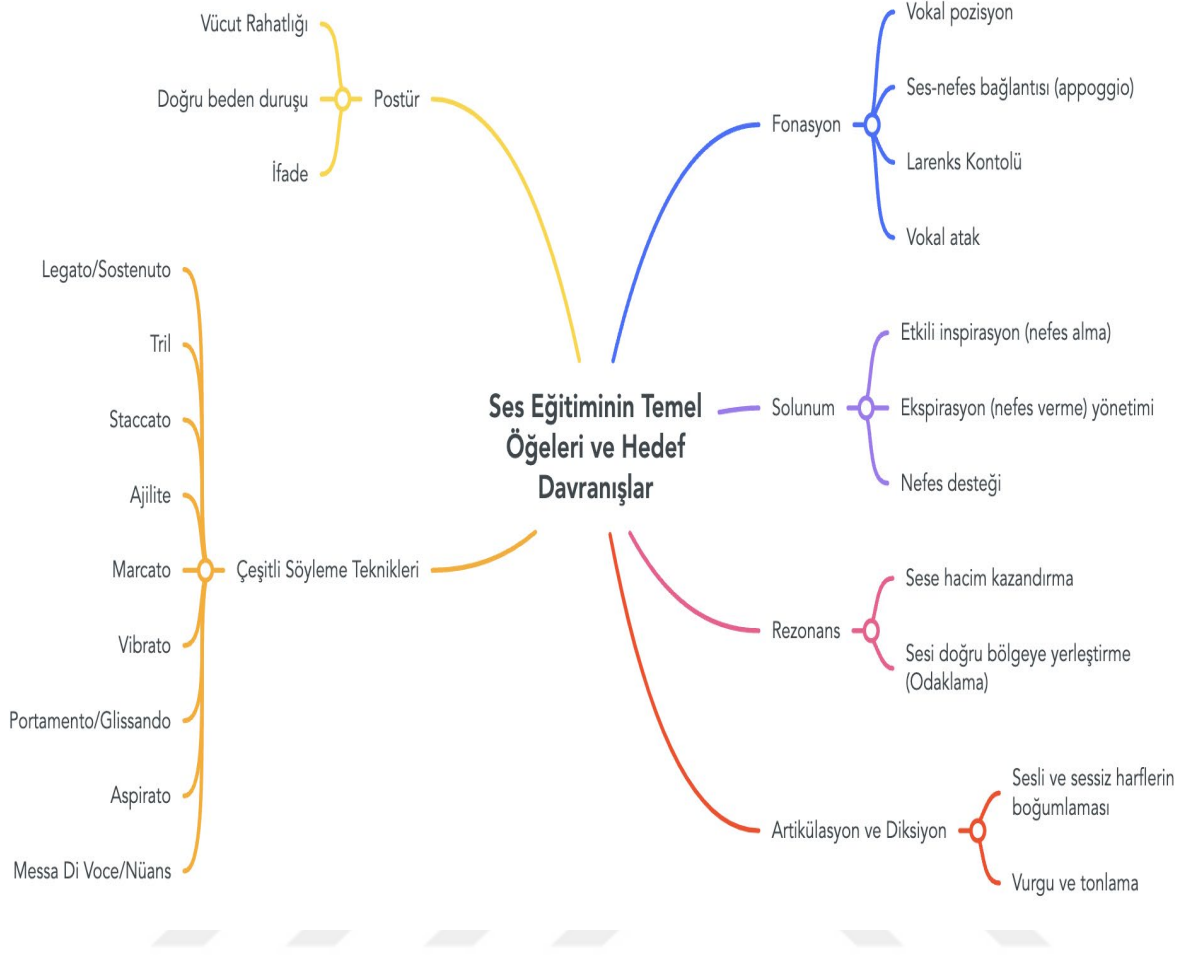 Ses Eğitiminin Temel
Öğeleri ve Hedef
Davranışlar
Postür
Vücut Rahatlığı
Doğru beden duruşu
İfade
Çeşitli Söyleme Teknikleri
Legato/Sostenuto
Tril
Staccato
Ajilite
Marcato
Vibrato
Portamento/Glissando
Aspirato
Messa Di Voce/Nüans
Fonasyon
Vokal pozisyon
Ses-nefes bağlantısı (appoggio)
Larenks Kontolü
Vokal atak
Solunum
Etkili inspirasyon (nefes alma)
Ekspirasyon (nefes verme) yönetimi
Nefes desteği
Rezonans
Sese hacim kazandırma
Sesi doğru bölgeye yerleştirme
(Odaklama)
Artikülasyon ve Diksiyon
Sesli ve sessiz harflerin
boğumlaması
Vurgu ve tonlama